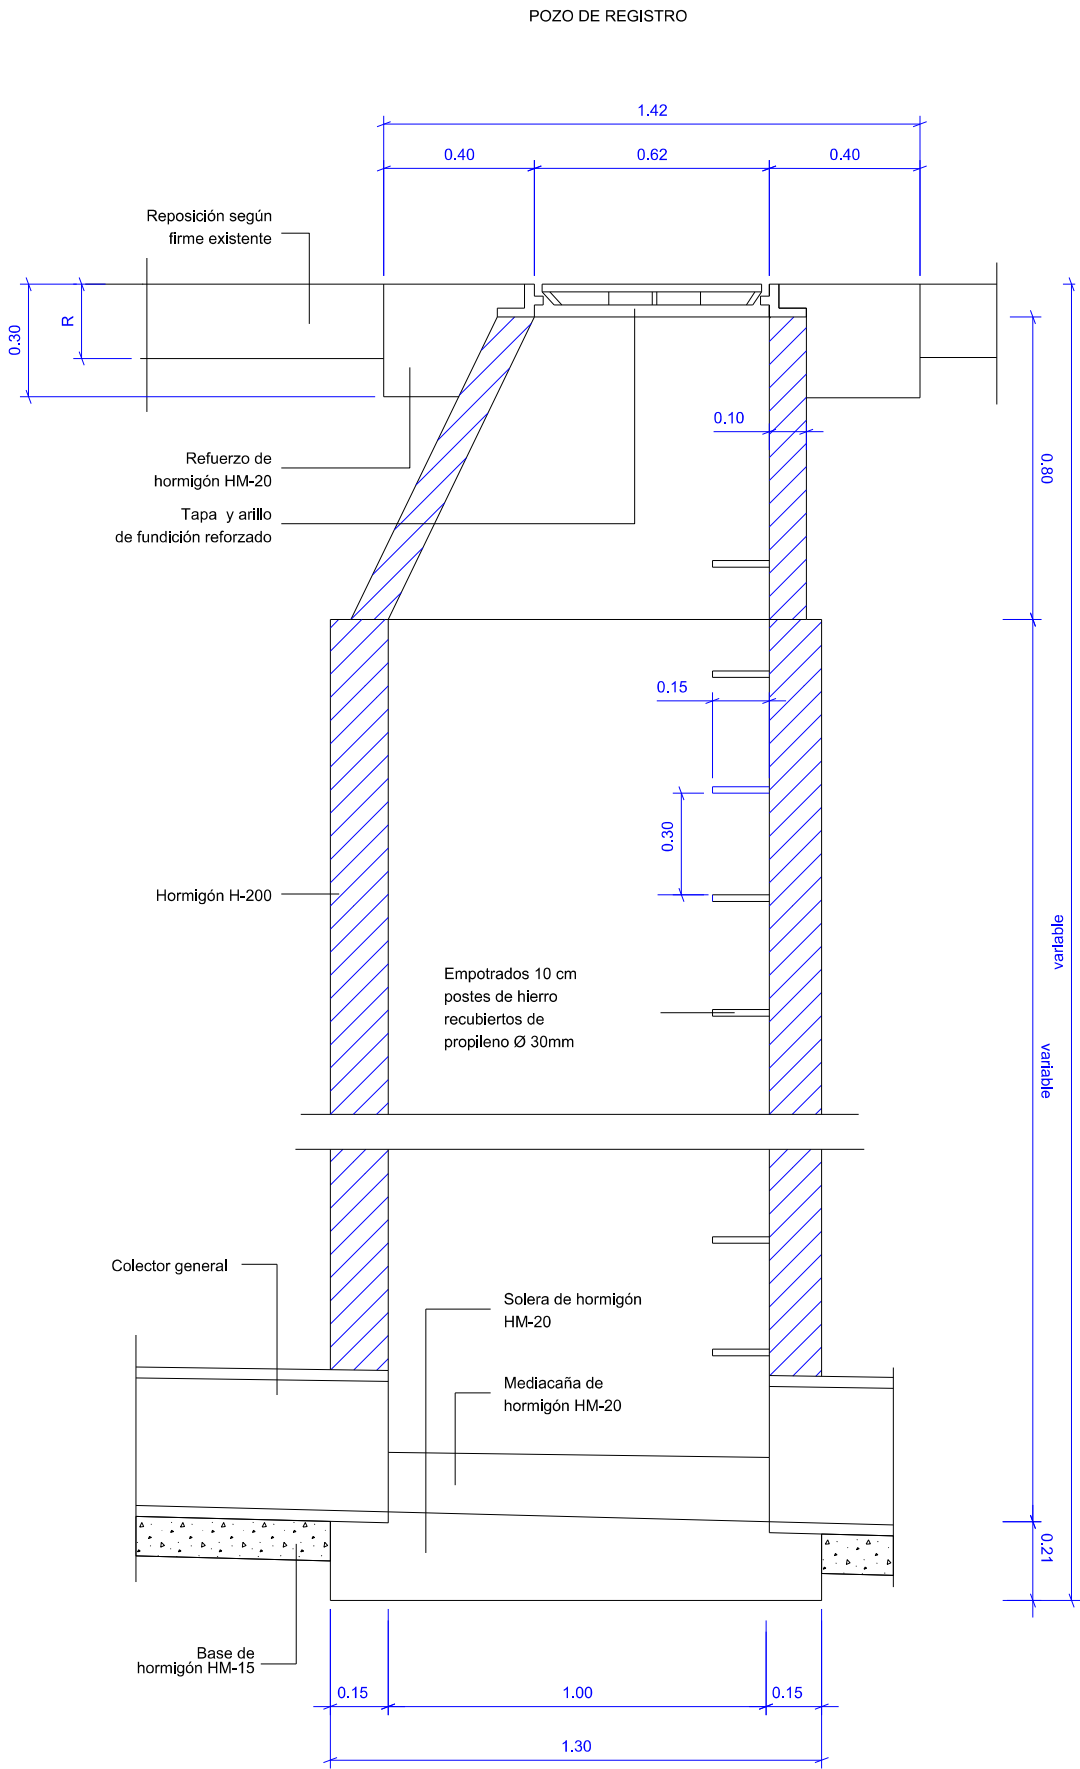 POZO DE REGISTRO
1.42
0.40
0.62
0.40
Reposición según
firme existente
R
0.30
0.10
0.80
Refuerzo de
hormigón HM-20
Tapa y arillo
de fundición reforzado
0.15
0.30
Hormigón H-200
variable
Empotrados 10 cm
postes de hierro
recubiertos de
propileno Ø 30mm
variable
Colector general
Solera de hormigón
HM-20
Mediacaña de
hormigón HM-20
0.21
Base de
hormigón HM-15
0.15
1.00
0.15
1.30